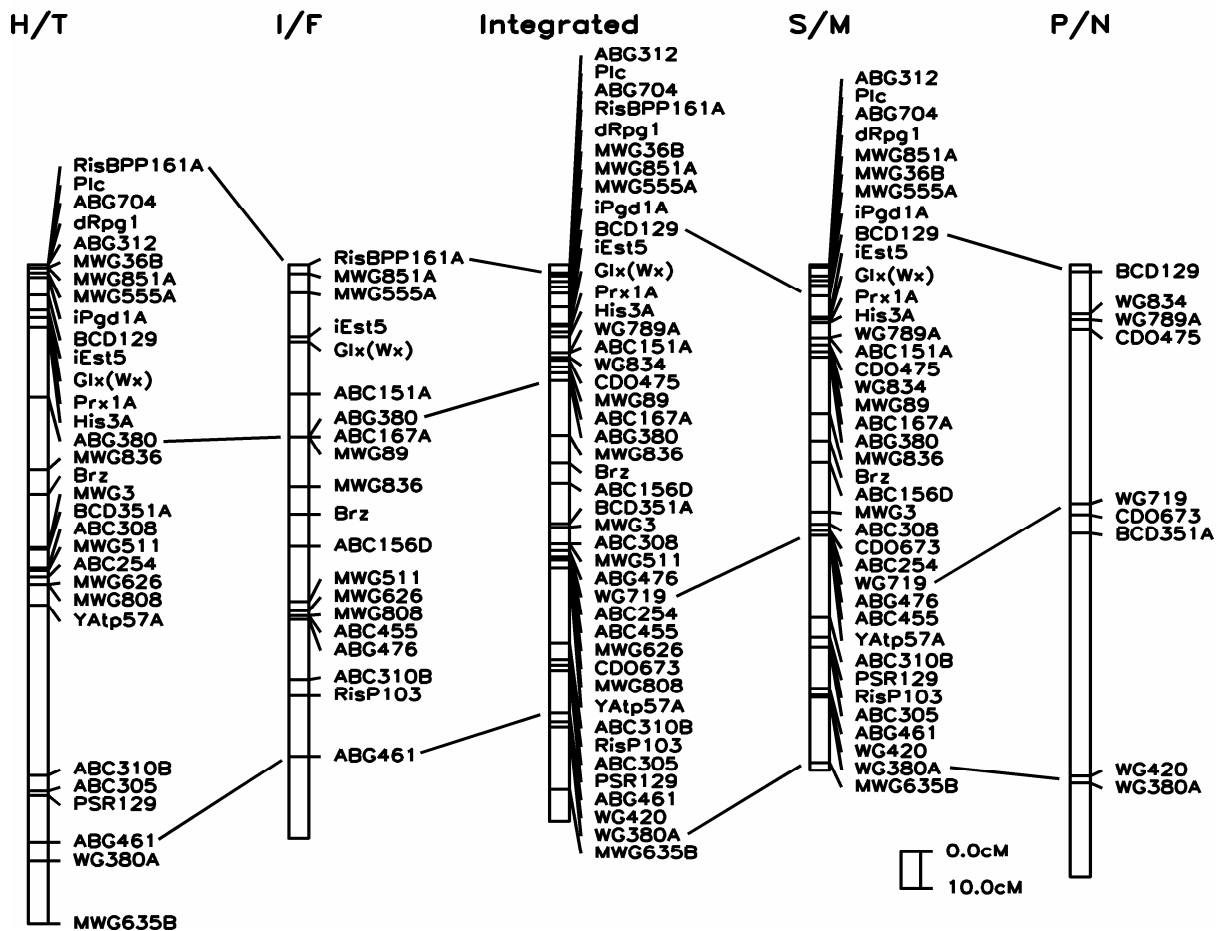 H/T
RisBPP161A
Plc
ABG704
dRpg1
ABG312
MWG36B
MWG851A
MWG555A
iPgd1A
BCD129
iEst5
Glx(Wx)
Prx1A
His3A
ABG380
MWG836
Brz
MWG3
BCD351A
ABC308
MWG511
ABC254
MWG626
MWG808
YAtp57A
ABC310B
ABC305
PSR129
ABG461
WG380A
MWG635B
I/F
RisBPP161A
MWG851A
MWG555A
iEst5
Glx(Wx)
ABC151A
ABG380
ABC167A
MWG89
MWG836
Brz
ABC156D
MWG511
MWG626
MWG808
ABC455
ABG476
ABC310B
RisP103
ABG461
Integrated
ABG312
Plc
ABG704
RisBPP161A
dRpg1
MWG36B
MWG851A
MWG555A
iPgd1A
BCD129
iEst5
Glx(Wx)
Prx1A
His3A
WG789A
ABC151A
WG834
CDO475
MWG89
ABC167A
ABG380
MWG836
Brz
ABC156D
BCD351A
MWG3
ABC308
MWG511
ABG476
WG719
ABC254
ABC455
MWG626
CDO673
MWG808
YAtp57A
ABC310B
RisP103
ABC305
PSR129
ABG461
WG420
WG380A
MWG635B
S/M
ABG312
Plc
ABG704
dRpg1
MWG851A
MWG36B
MWG555A
iPgd1A
BCD129
iEst5
Glx(Wx)
Prx1A
His3A
WG789A
ABC151A
CDO475
WG834
MWG89
ABC167A
ABG380
MWG836
Brz
ABC156D
MWG3
ABC308
CDO673
ABC254
WG719
ABG476
ABC455
YAtp57A
ABC310B
PSR129
RisP103
ABC305
ABG461
WG420
WG380A
MWG635B
P/N
BCD129
WG834
WG789A
CDO475
WG719
CDO673
BCD351A
WG420
WG380A
0.0cM
10.0cM